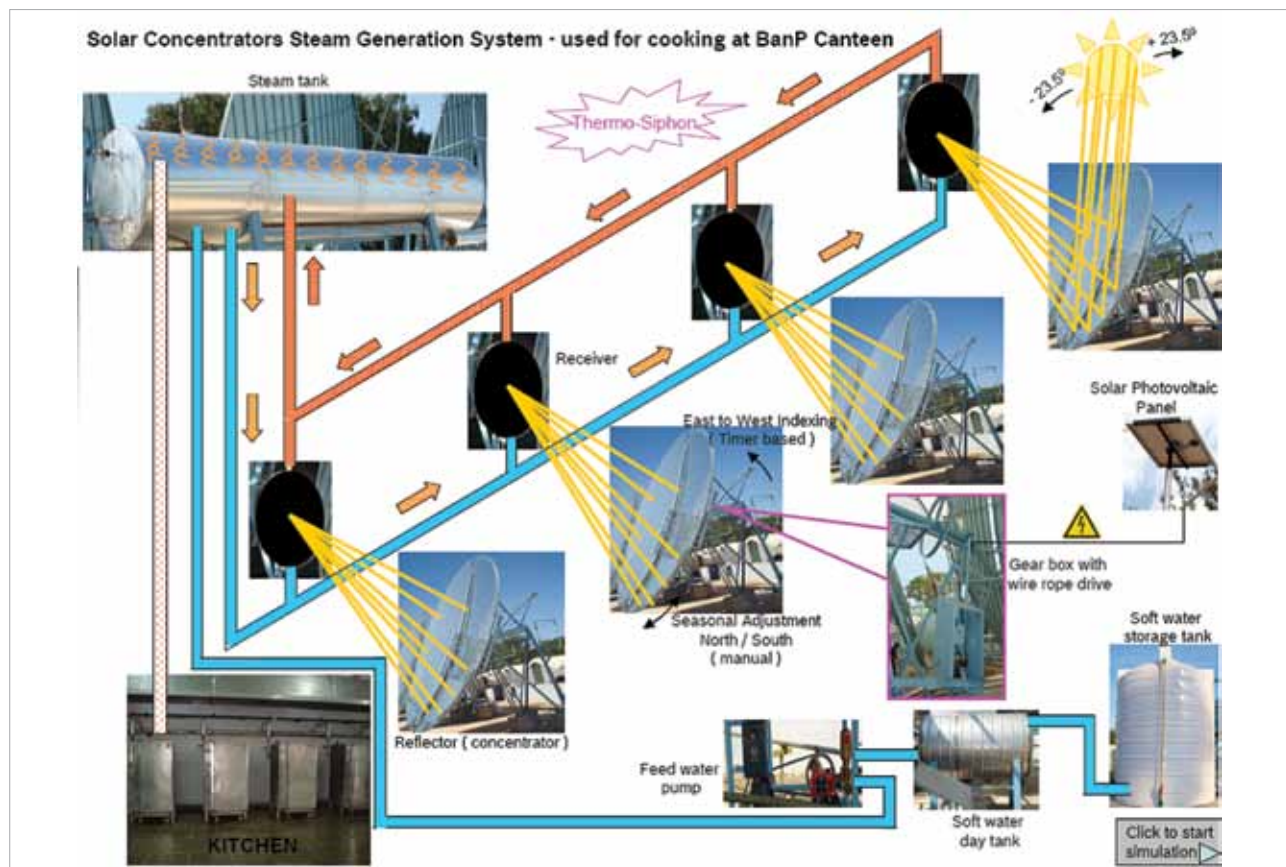 Solar Concentrators Steam Generation System - used for cooking at BanP Canteen
Steam tank
Thermo-Siphon
- 23.5º
+ 23.5º
Receiver
East to West Indexing
( Timer based )
Solar Photovoltaic
Panel
Gear box with
wire rope drive
Seasonal Adjustment
North / South
( manual )
Soft water
storage tank
Reflector ( concentrator )
Feed water
pump
Soft water
day tank
KITCHEN
Click to start
simulation